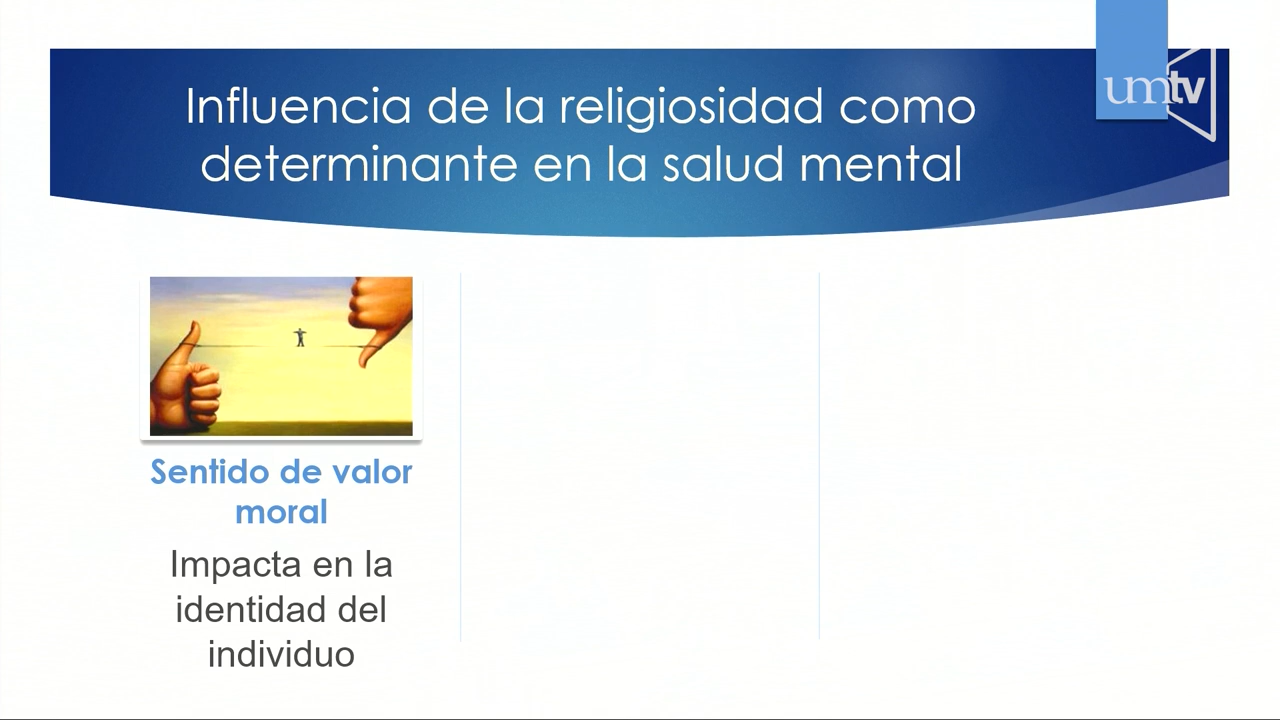 umtv
Influencia de la religiosidad como
determinante en la salud mental
Sentido de valor
moral
Impacta en la
identidad del
individuo